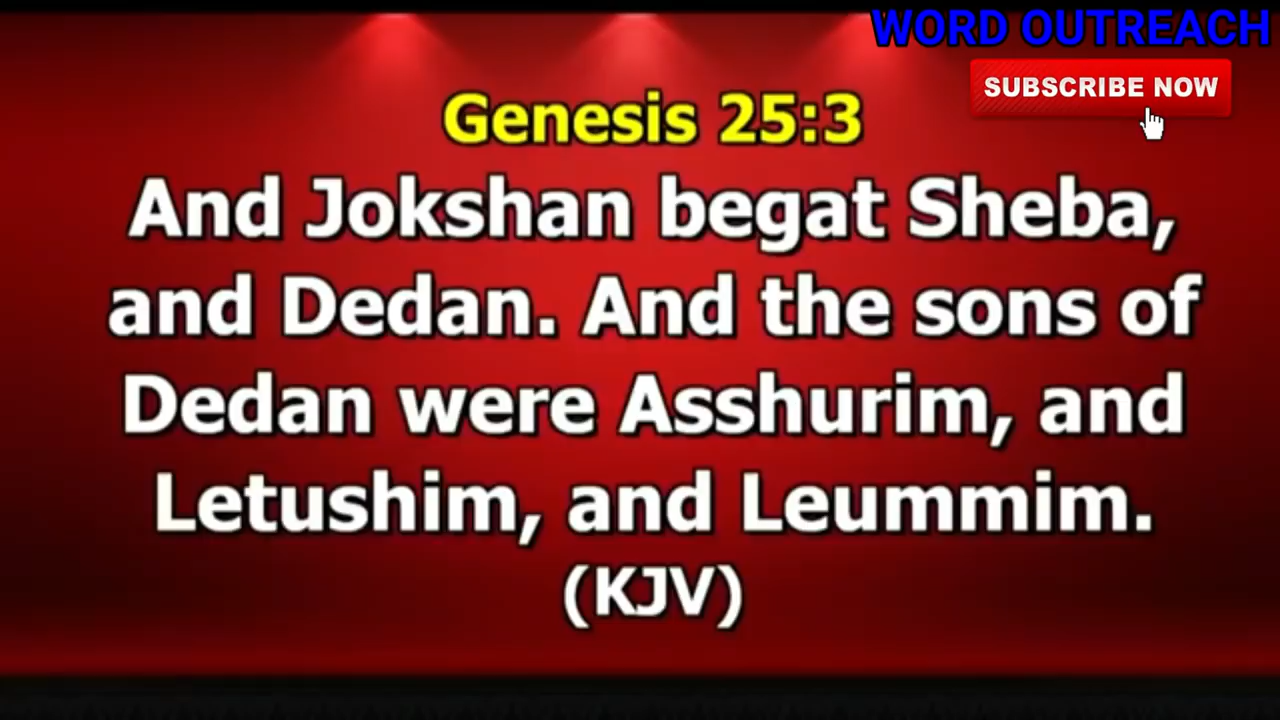 WORD OUTREACH
SUBSCRIBE NOW
Genesis 25:3
And Jokshan begat Sheba,
and Dedan. And the sons of
Dedan were Asshurim, and
Letushim, and Leummim.
(KJV)